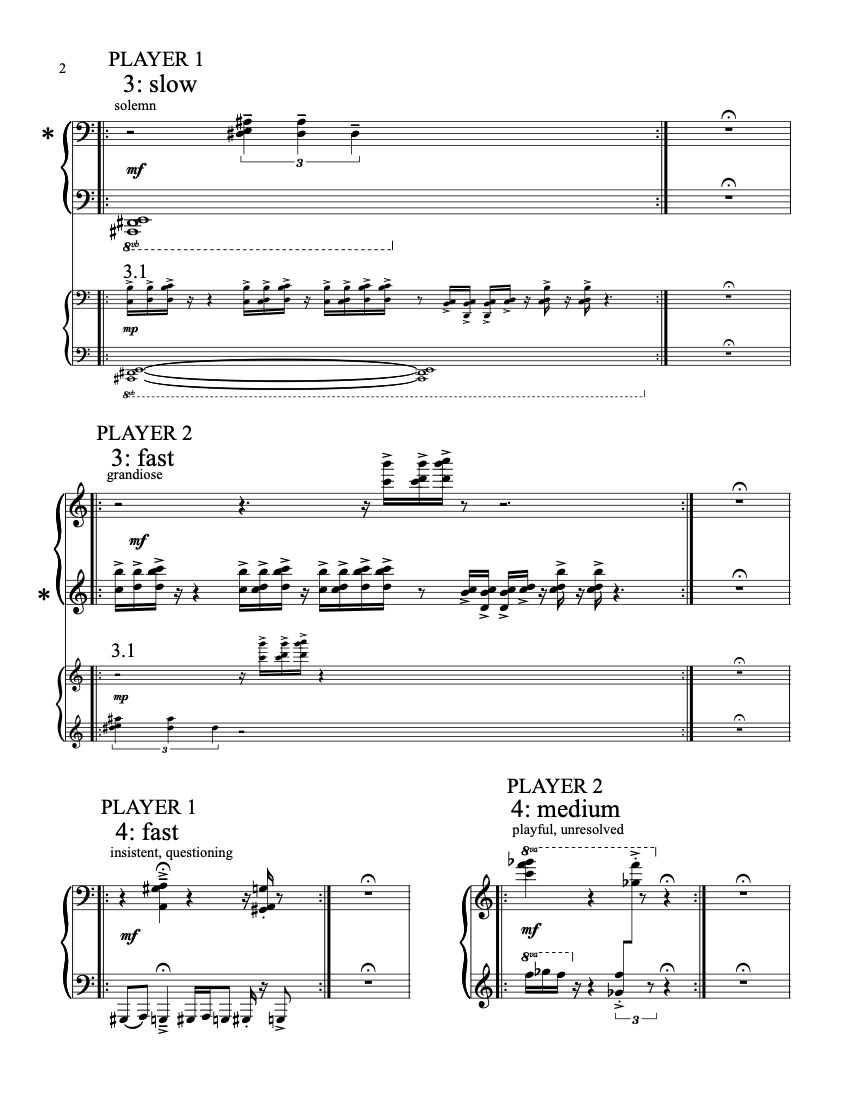 2
PLAYER 1
3: slow
solemn
*
3
mf
8vb
3.1
mp
8vb
PLAYER 2
3: fast
grandiose
mf
*
3.1
mp
3
PLAYER 1
4: fast
insistent, questioning
mf
PLAYER 2
4: medium
playful, unresolved
8va
mf
8va
3